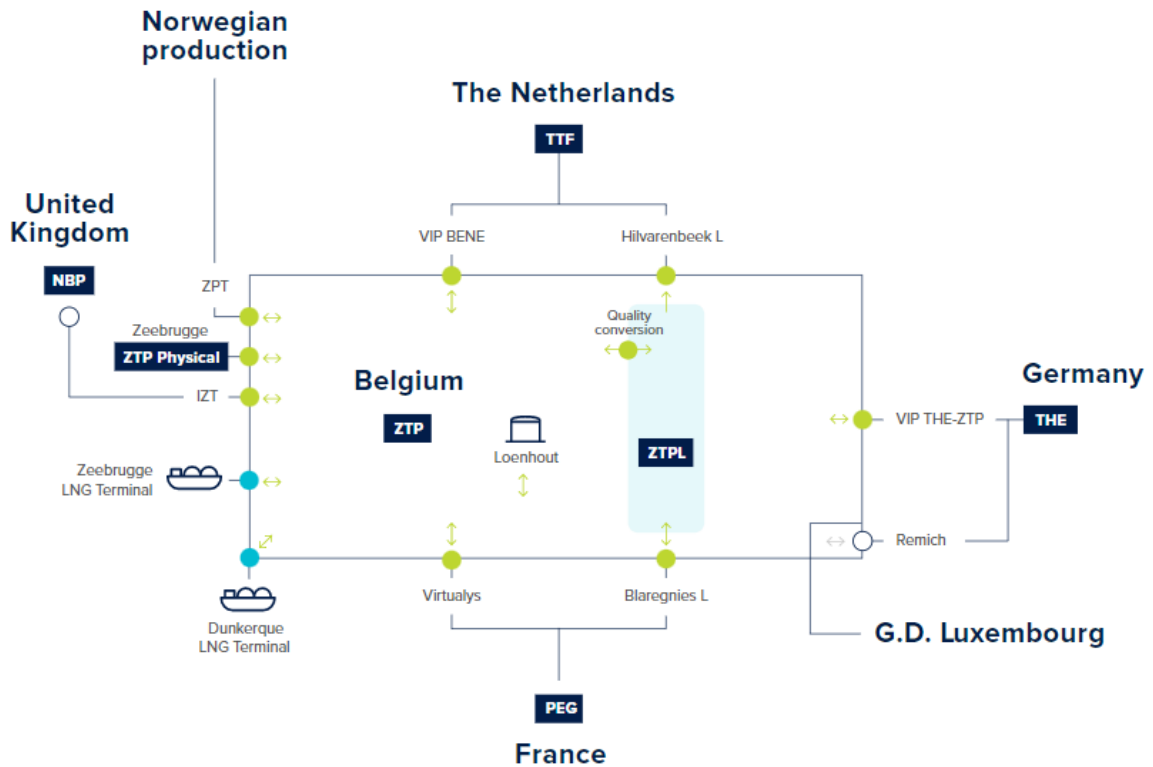 Norwegian
production
The Netherlands
TTF
United
Kingdom
NBP
VIP BENE
Hilvarenbeek L
ZPT
Zeebrugge
ZTP Physical
IZT
Quality
conversion
Belgium
ZTP
Loenhout
ZTPL
Germany
VIP THE-ZTP
THE
Zeebrugge
LNG Terminal
Remich
Virtualys
Blaregnies L
Dunkerque
LNG Terminal
G.D. Luxembourg
PEG
France